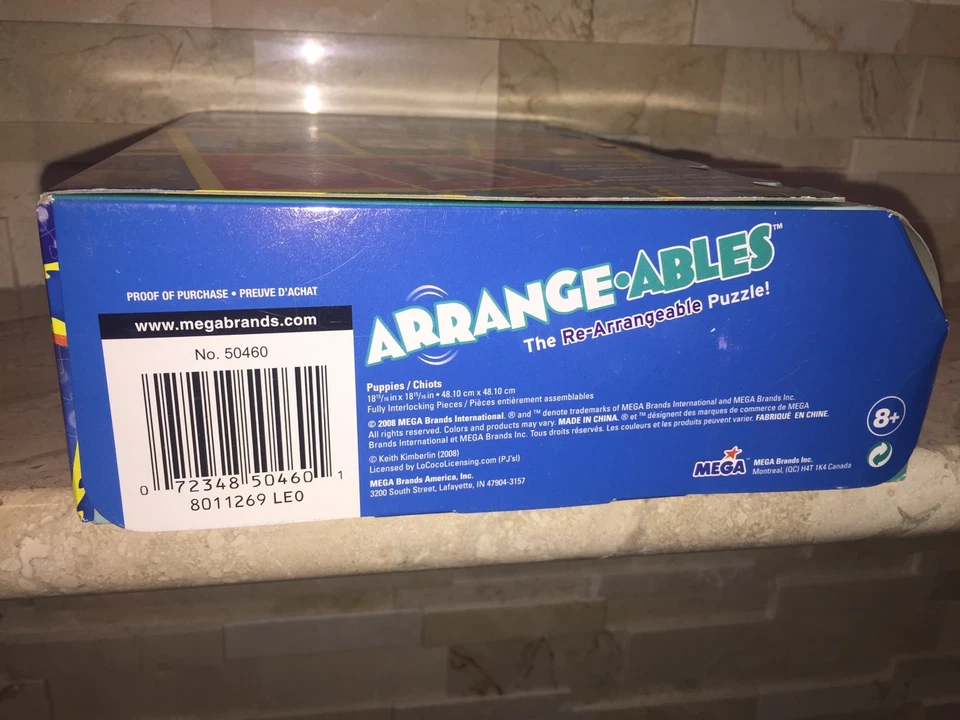 PROOF OF PURCHASE • PREUVE D'ACHAT
www.megabrands.com
No. 50460
0 72348 50460 1
8011269 LEO
ARRANGE•ABLES™
The Re-Arrangeable Puzzle!
Puppies / Chiots
18 15/16 in x 18 15/16 in • 48.10 cm x 48.10 cm
Fully Interlocking Pieces / Pièces entièrement assemblables
© 2008 MEGA Brands International. ® and ™ denote trademarks of MEGA Brands International and MEGA Brands Inc.
All rights reserved. Colors and products may vary. MADE IN CHINA. ® et ™ désignent des marques de commerce de MEGA
Brands International et MEGA Brands Inc. Tous droits réservés. Les couleurs et les produits peuvent varier. FABRIQUÉ EN CHINE.
© Keith Kimberlin (2008)
Licensed by LoCocoLicensing.com (PJ'sl)
MEGA Brands America, Inc.
3200 South Street, Lafayette, IN 47904-3157
MEGA
MEGA Brands Inc.
Montreal, (QC) H4T 1K4 Canada
8+